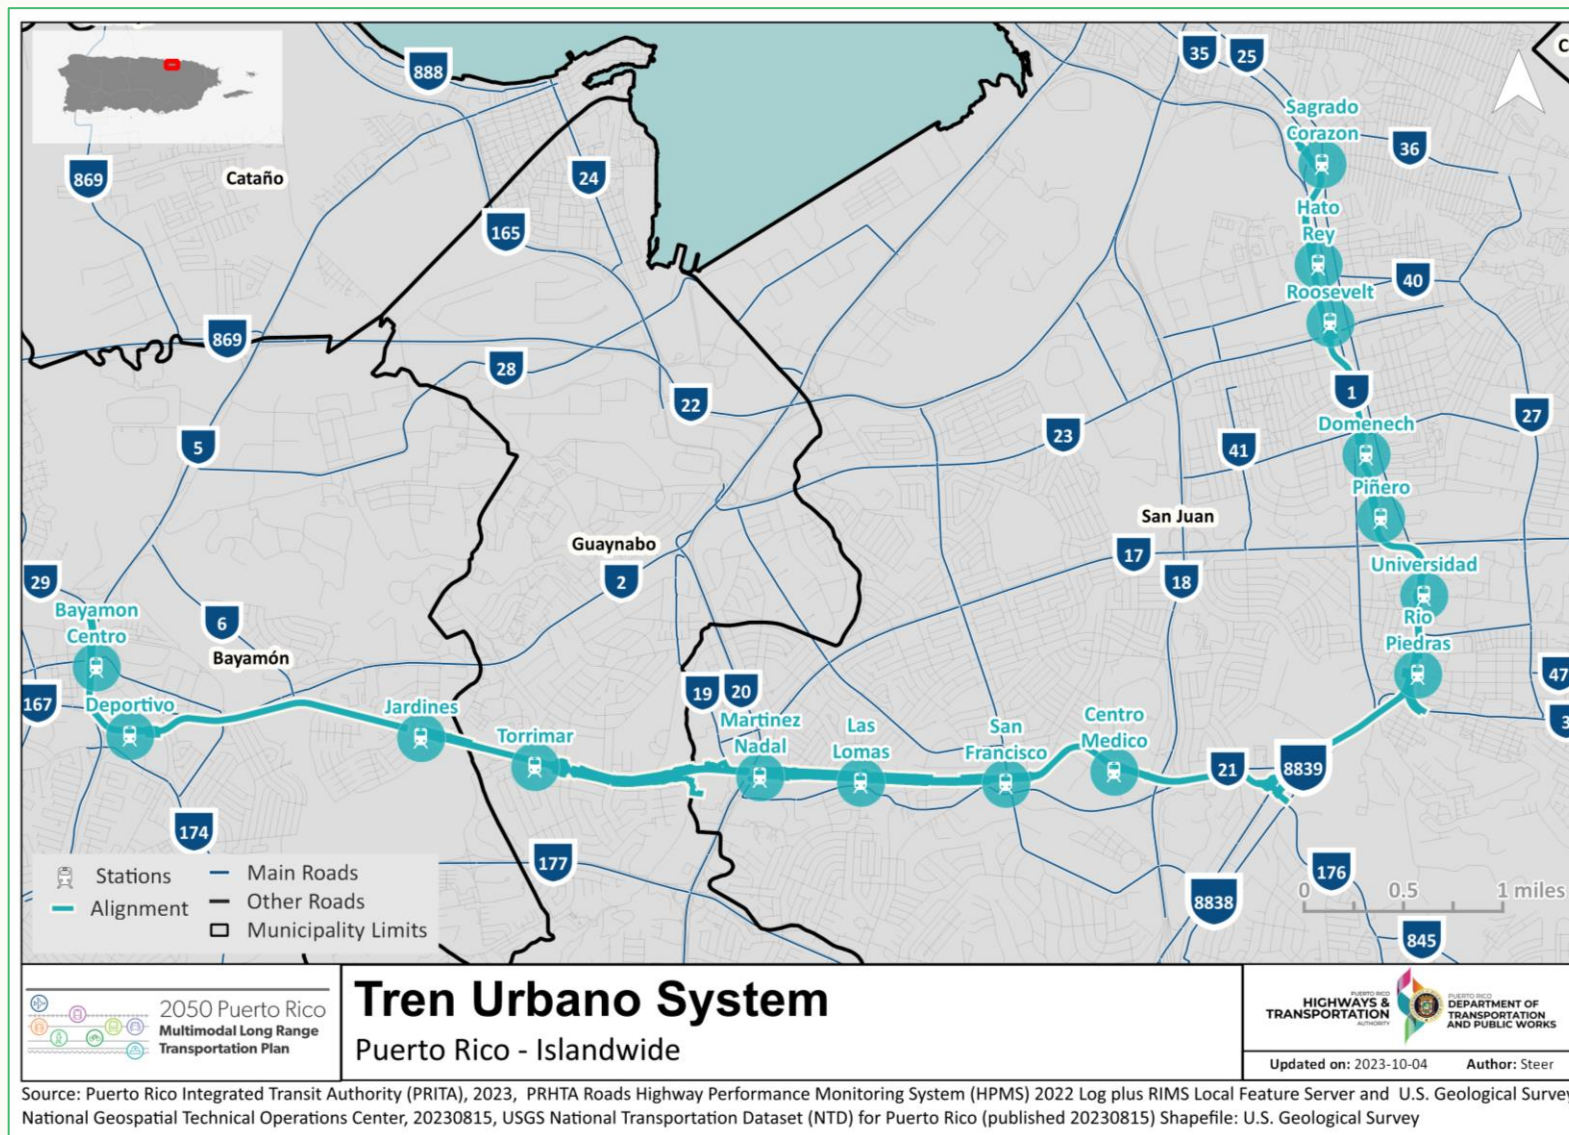 888
35
25
C
Sagrado
Corazon
36
869
Cataño
24
Hato
Rey
165
40
Roosevelt
869
28
22
1
27
5
23
41
Domenech
Piñero
San Juan
Guaynabo
17
29
2
18
Universidad
Bayamon
Centro
6
Rio
Piedras
Bayamón
47
167
Deportivo
Jardines
19
20
3
Torrimar
Martinez
Nadal
Las
Lomas
San
Francisco
Centro
Medico
21
8839
174
177
176
8838
845
0 0.5 1 miles
Stations
Alignment
Main Roads
Other Roads
Municipality Limits
2050 Puerto Rico
Multimodal Long Range
Transportation Plan
Tren Urbano System
Puerto Rico - Islandwide
PUERTO RICO
HIGHWAYS &
TRANSPORTATION
AUTHORITY
PUERTO RICO
DEPARTMENT OF
TRANSPORTATION
AND PUBLIC WORKS
Updated on: 2023-10-04 Author: Steer
Source: Puerto Rico Integrated Transit Authority (PRITA), 2023, PRHTA Roads Highway Performance Monitoring System (HPMS) 2022 Log plus RIMS Local Feature Server and U.S. Geological Survey
National Geospatial Technical Operations Center, 20230815, USGS National Transportation Dataset (NTD) for Puerto Rico (published 20230815) Shapefile: U.S. Geological Survey